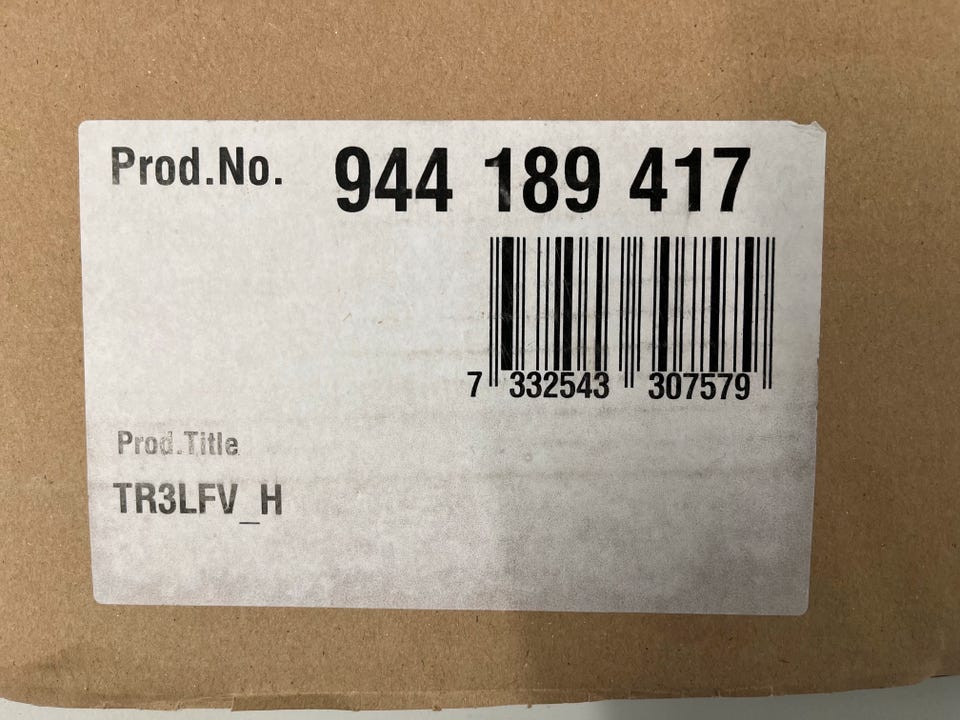 Prod.No. 944 189 417
7 332543 307579
Prod.Title
TR3LFV_H